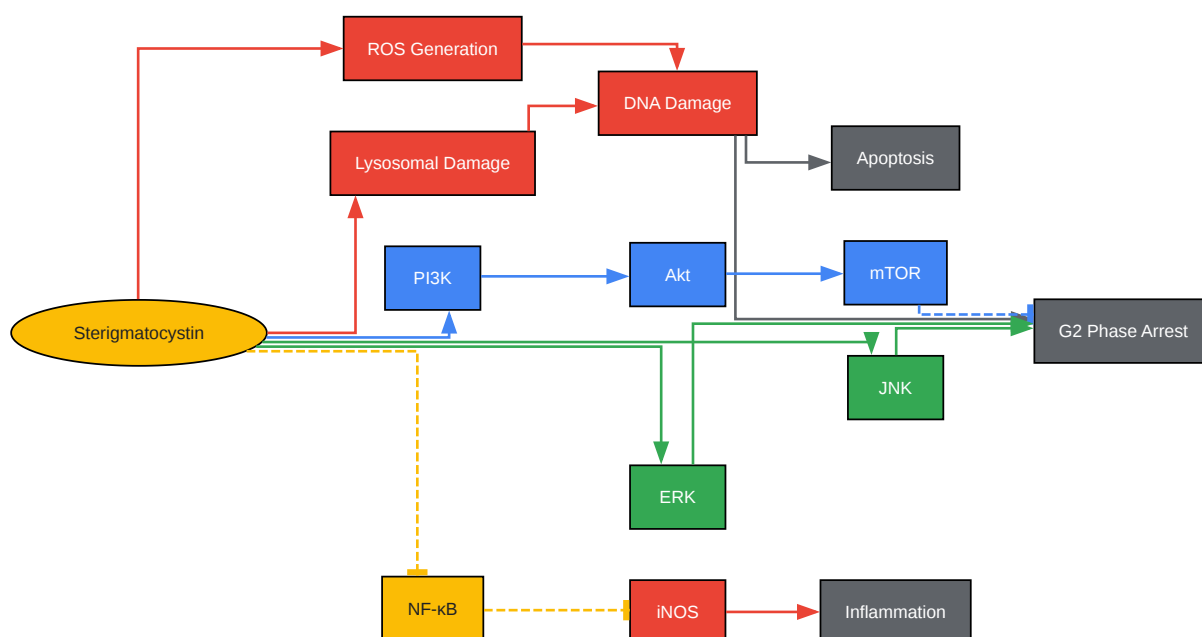 ROS Generation
DNA Damage
Lysosomal Damage
Apoptosis
PI3K
Akt
mTOR
Sterigmatocystin
G2 Phase Arrest
JNK
ERK
NF-κB
iNOS
Inflammation